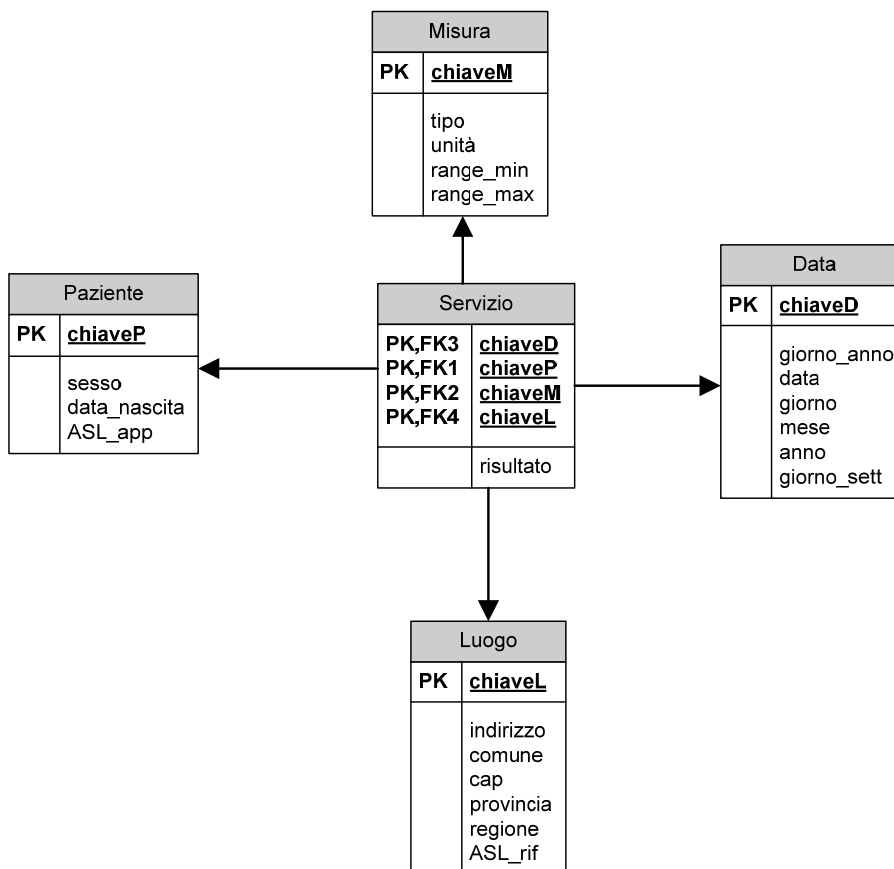 Misura
PK chiaveM
tipo
unità
range_min
range_max
Paziente
PK chiaveP
sesso
data_nascita
ASL_app
Servizio
PK,FK3 chiaveD
PK,FK1 chiaveP
PK,FK2 chiaveM
PK,FK4 chiaveL
risultato
Data
PK chiaveD
giorno_anno
data
giorno
mese
anno
giorno_sett
Luogo
PK chiaveL
indirizzo
comune
cap
provincia
regione
ASL_rif